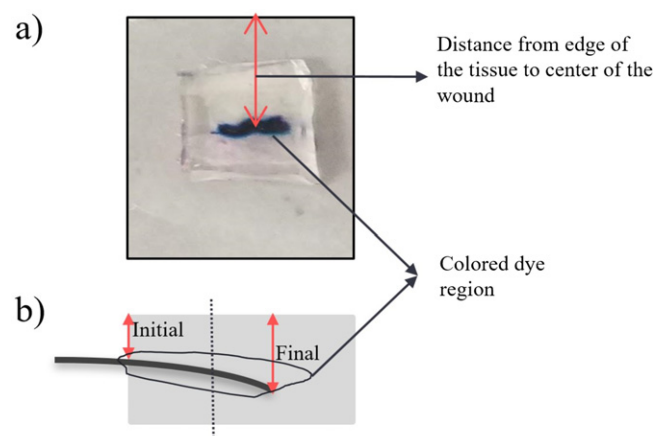 a)
Distance from edge of
the tissue to center of the
wound
Colored dye
region
b)
Initial
Final